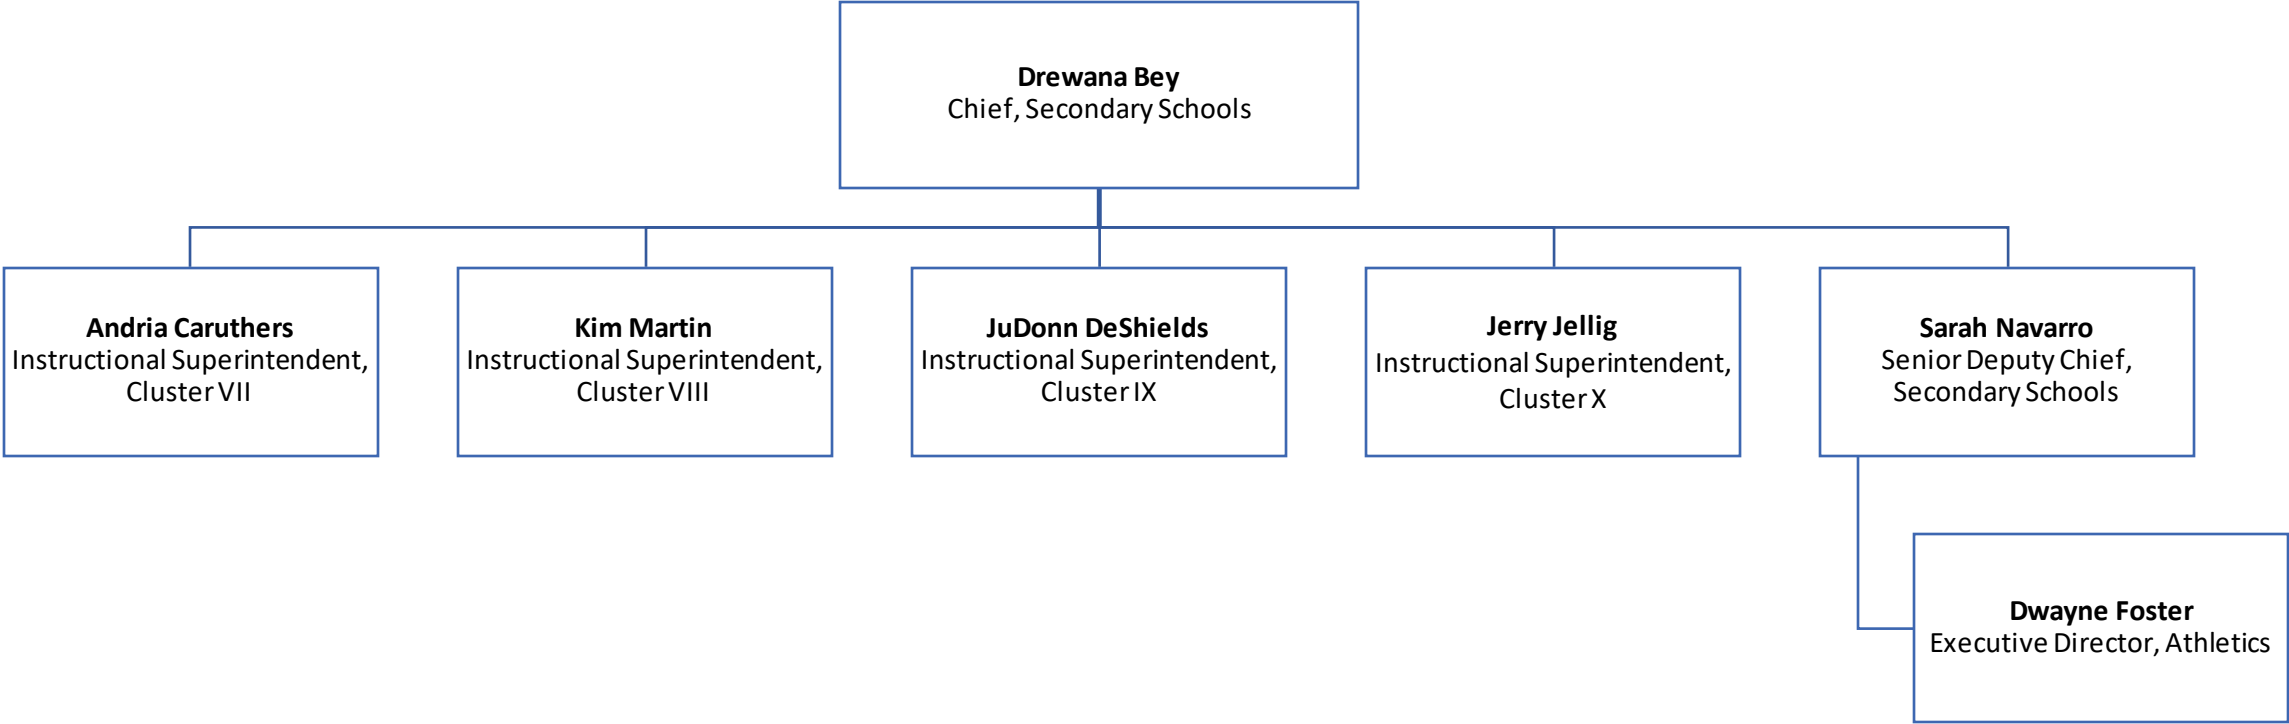 Drewana Bey
Chief, Secondary Schools
Andria Caruthers
Instructional Superintendent,
Cluster VII
Kim Martin
Instructional Superintendent,
Cluster VIII
JuDonn DeShields
Instructional Superintendent,
Cluster IX
Jerry Jellig
Instructional Superintendent,
Cluster X
Sarah Navarro
Senior Deputy Chief,
Secondary Schools
Dwayne Foster
Executive Director, Athletics